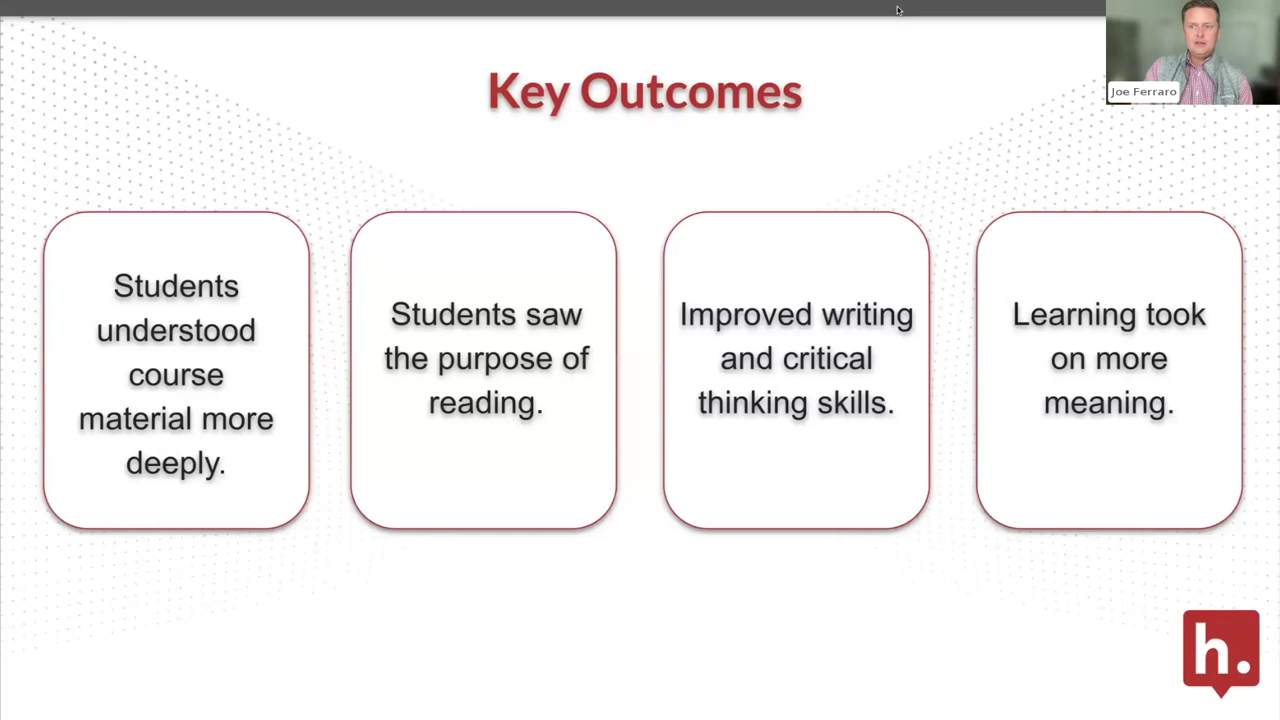 Key Outcomes
Joe Ferraro
Students
understood
course
material more
deeply.
Students saw
the purpose of
reading.
Improved writing
and critical
thinking skills.
Learning took
on more
meaning.
h.